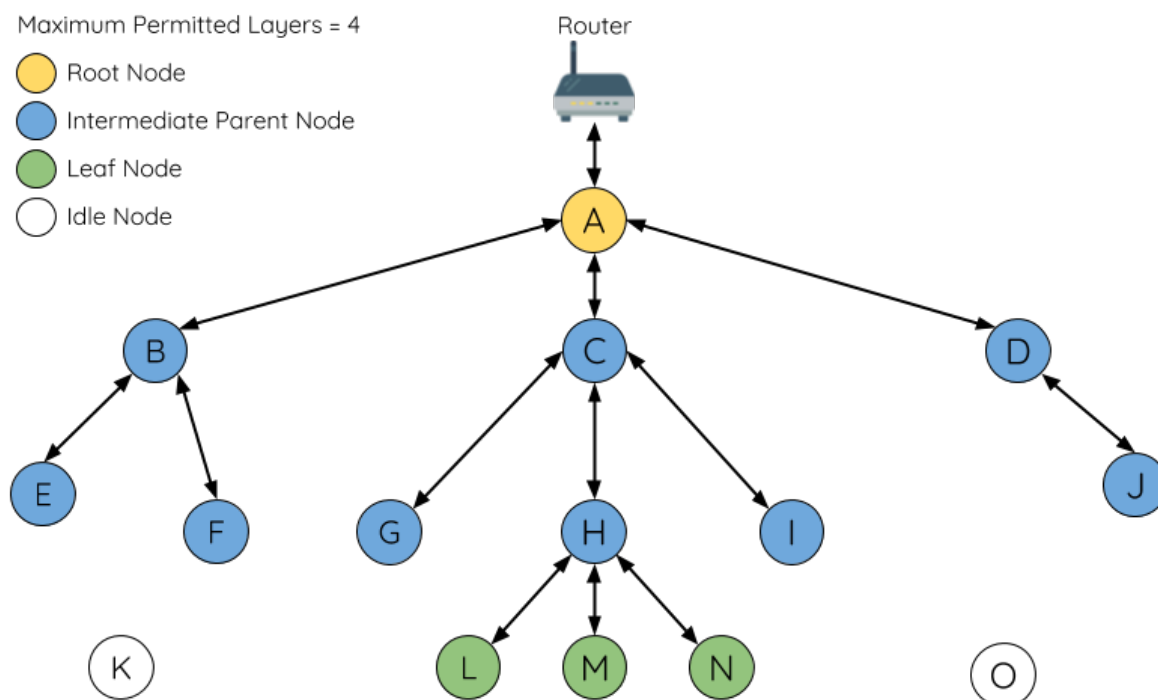 Maximum Permitted Layers = 4
Router
Root Node
Intermediate Parent Node
Leaf Node
Idle Node
A
B
C
D
E
F
G
H
I
J
K
L
M
N
O